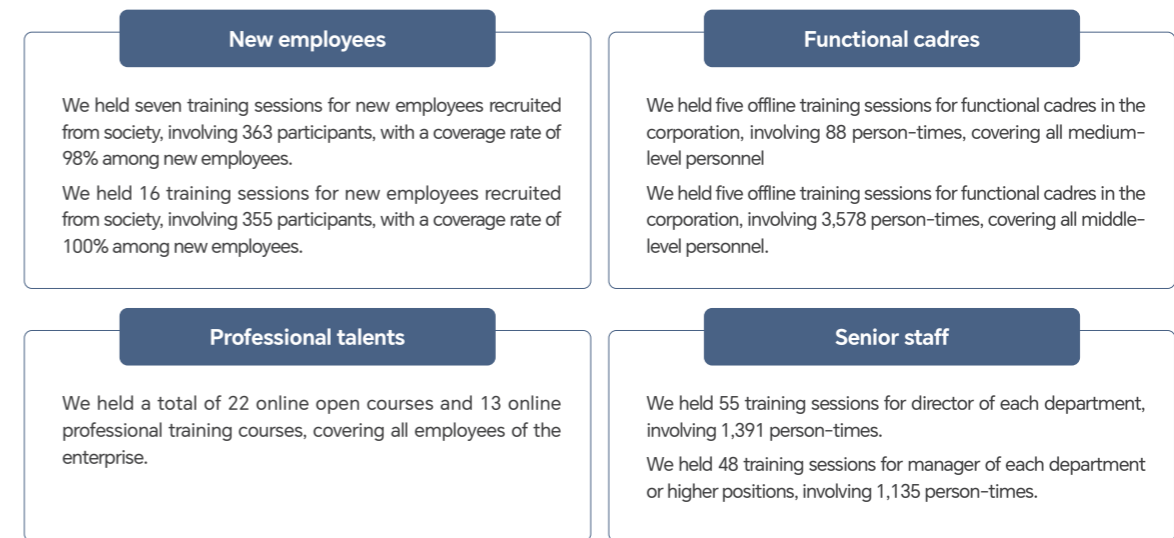 New employees
We held seven training sessions for new employees recruited
from society, involving 363 participants, with a coverage rate of
98% among new employees.
We held 16 training sessions for new employees recruited
from society, involving 355 participants, with a coverage rate of
100% among new employees.
Functional cadres
We held five offline training sessions for functional cadres in the
corporation, involving 88 person-times, covering all medium-
level personnel
We held five offline training sessions for functional cadres in the
corporation, involving 3,578 person-times, covering all middle-
level personnel.
Professional talents
We held a total of 22 online open courses and 13 online
professional training courses, covering all employees of the
enterprise.
Senior staff
We held 55 training sessions for director of each department,
involving 1,391 person-times.
We held 48 training sessions for manager of each department
or higher positions, involving 1,135 person-times.